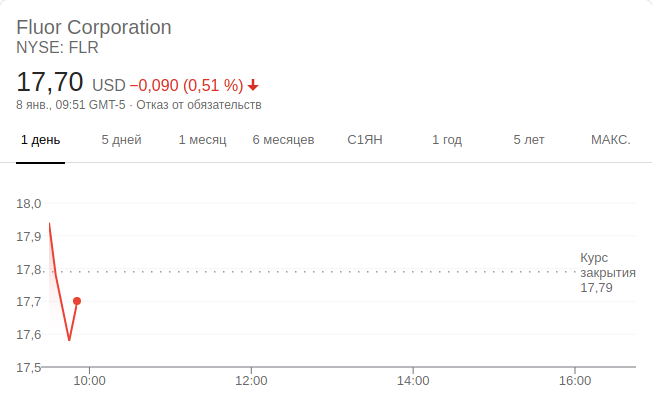 Fluor Corporation
NYSE: FLR
17,70 USD −0,090 (0,51 %)
8 янв., 09:51 GMT-5 · Отказ от обязательств
1 день 5 дней 1 месяц 6 месяцев С1ЯН 1 год 5 лет МАКС.
18,0
17,9
17,8
17,7
17,6
17,5
Курс
закрытия
17,79
10:00 12:00 14:00 16:00